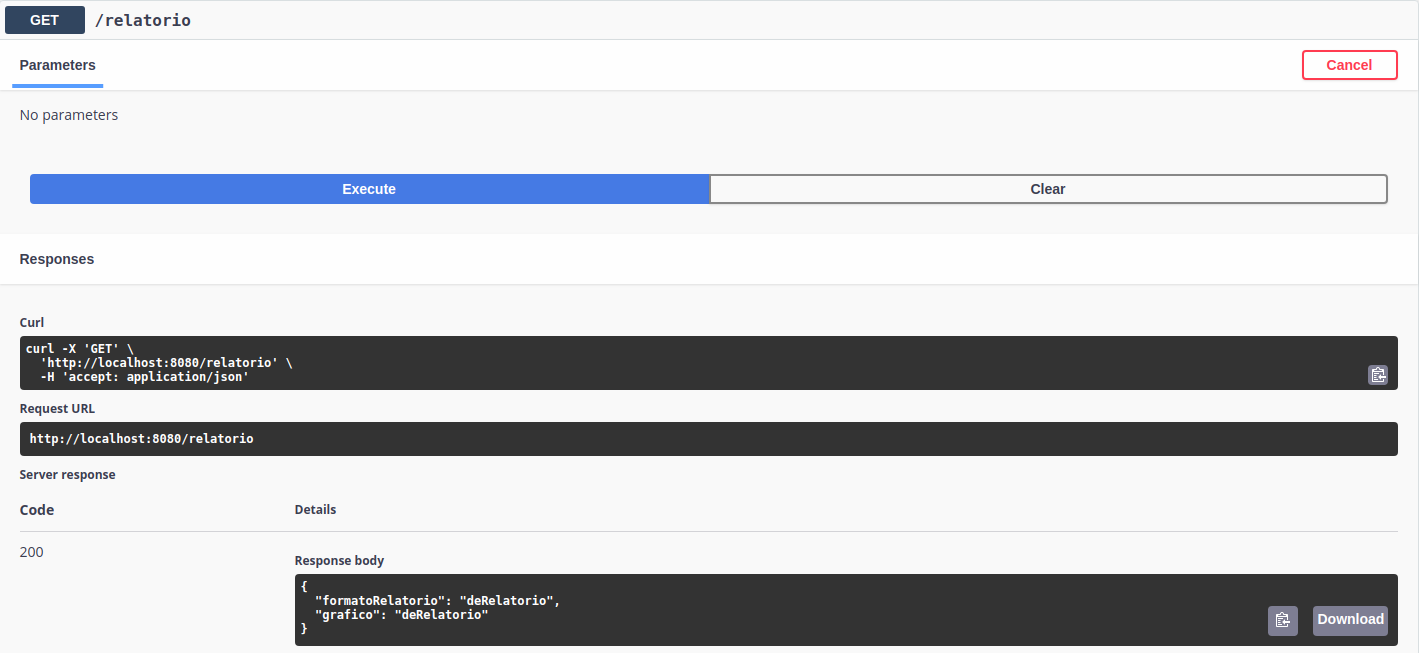 GET /relatorio
Parameters
Cancel
No parameters
Execute
Clear
Responses
Curl
curl -X 'GET' \
  'http://localhost:8080/relatorio' \
  -H 'accept: application/json'
Request URL
http://localhost:8080/relatorio
Server response
Code
Details
200
Response body
{
  "formatoRelatorio": "deRelatorio",
  "grafico": "deRelatorio"
}
Download